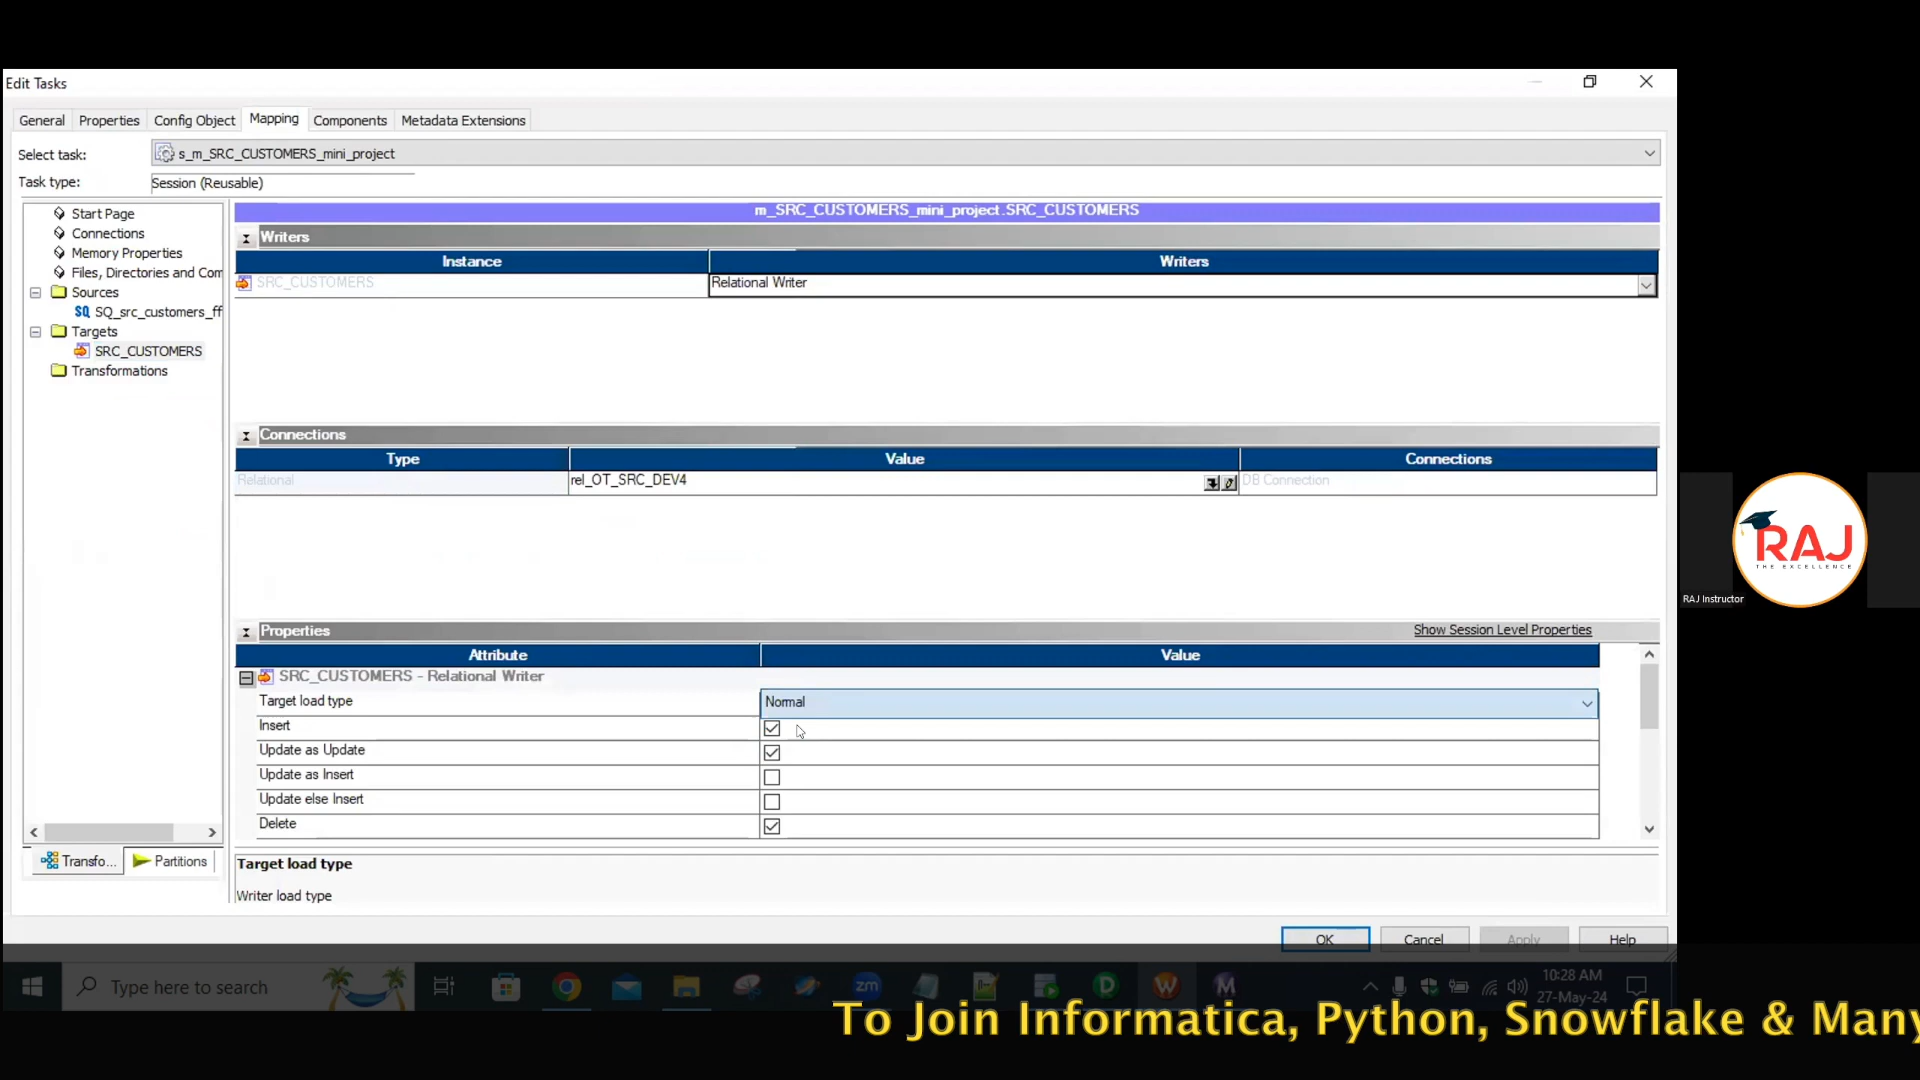 Edit Tasks
General Properties Config Object Mapping Components Metadata Extensions
Select task: s_m_SRC_CUSTOMERS_mini_project
Task type: Session (Reusable)
Start Page
Connections
Memory Properties
Files, Directories and Com
Sources
SQ SQ_src_customers_ff
Targets
SRC_CUSTOMERS
Transformations
Transfo... Partitions
m_SRC_CUSTOMERS_mini_project.SRC_CUSTOMERS
Writers
Instance Writers
SRC_CUSTOMERS Relational Writer
Connections
Type Value Connections
Relational rel_OT_SRC_DEV4 DB Connection
Properties Show Session Level Properties
Attribute Value
SRC_CUSTOMERS - Relational Writer
Target load type Normal
Insert
Update as Update
Update as Insert
Update else Insert
Delete
Target load type
Writer load type
OK Cancel Apply Help
RAJ
THE EXCELLENCE
RAJ Instructor
Type here to search
zm
D
W
M
10:28 AM
27-May-24
To Join Informatica, Python, Snowflake & Many